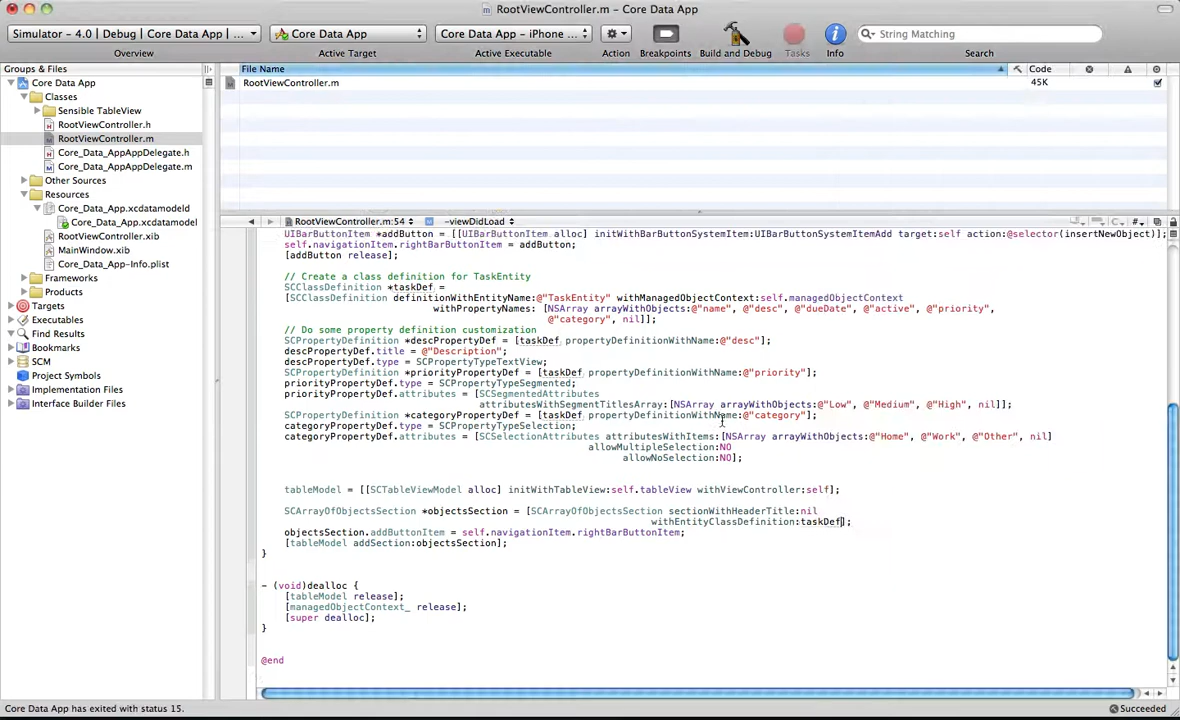 RootViewController.m - Core Data App
Simulator - 4.0 | Debug | Core Data App | ...
Core Data App
Core Data App - iPhone ...
String Matching
Overview
Active Target
Active Executable
Action
Breakpoints
Build and Debug
Tasks
Info
Search
Groups & Files
File Name
Code
RootViewController.m
45K
Core Data App
Classes
Sensible TableView
RootViewController.h
RootViewController.m
Core_Data_AppAppDelegate.h
Core_Data_AppAppDelegate.m
Other Sources
Resources
Core_Data_App.xcdatamodeld
Core_Data_App.xcdatamodel
RootViewController.xib
MainWindow.xib
Core_Data_App-Info.plist
Frameworks
Products
Targets
Executables
Find Results
Bookmarks
SCM
Project Symbols
Implementation Files
Interface Builder Files
RootViewController.m:54
-viewDidLoad
C
#
UIBarButtonItem *addButton = [[UIBarButtonItem alloc] initWithBarButtonSystemItem:UIBarButtonSystemItemAdd target:self action:@selector(insertNewObject)];
self.navigationItem.rightBarButtonItem = addButton;
[addButton release];
// Create a class definition for TaskEntity
SCClassDefinition *taskDef =
[SCClassDefinition definitionWithEntityName:@"TaskEntity" withManagedObjectContext:self.managedObjectContext
withPropertyNames: [NSArray arrayWithObjects:@"name", @"desc", @"dueDate", @"active", @"priority",
@"category", nil]];
// Do some property definition customization
SCPropertyDefinition *descPropertyDef = [taskDef propertyDefinitionWithName:@"desc"];
descPropertyDef.title = @"Description";
descPropertyDef.type = SCPropertyTypeTextView;
SCPropertyDefinition *priorityPropertyDef = [taskDef propertyDefinitionWithName:@"priority"];
priorityPropertyDef.type = SCPropertyTypeSegmented;
priorityPropertyDef.attributes = [SCSegmentedAttributes
attributesWithSegmentTitlesArray:[NSArray arrayWithObjects:@"Low", @"Medium", @"High", nil]];
SCPropertyDefinition *categoryPropertyDef = [taskDef propertyDefinitionWithName:@"category"];
categoryPropertyDef.type = SCPropertyTypeSelection;
categoryPropertyDef.attributes = [SCSelectionAttributes attributesWithItems:[NSArray arrayWithObjects:@"Home", @"Work", @"Other", nil]
allowMultipleSelection:NO
allowNoSelection:NO];
tableModel = [[SCTableViewModel alloc] initWithTableView:self.tableView withViewController:self];
SCArrayOfObjectsSection *objectsSection = [SCArrayOfObjectsSection sectionWithHeaderTitle:nil
withEntityClassDefinition:taskDef];
objectsSection.addButtonItem = self.navigationItem.rightBarButtonItem;
[tableModel addSection:objectsSection];
}
- (void)dealloc {
[tableModel release];
[managedObjectContext_ release];
[super dealloc];
}
@end
Core Data App has exited with status 15.
Succeeded